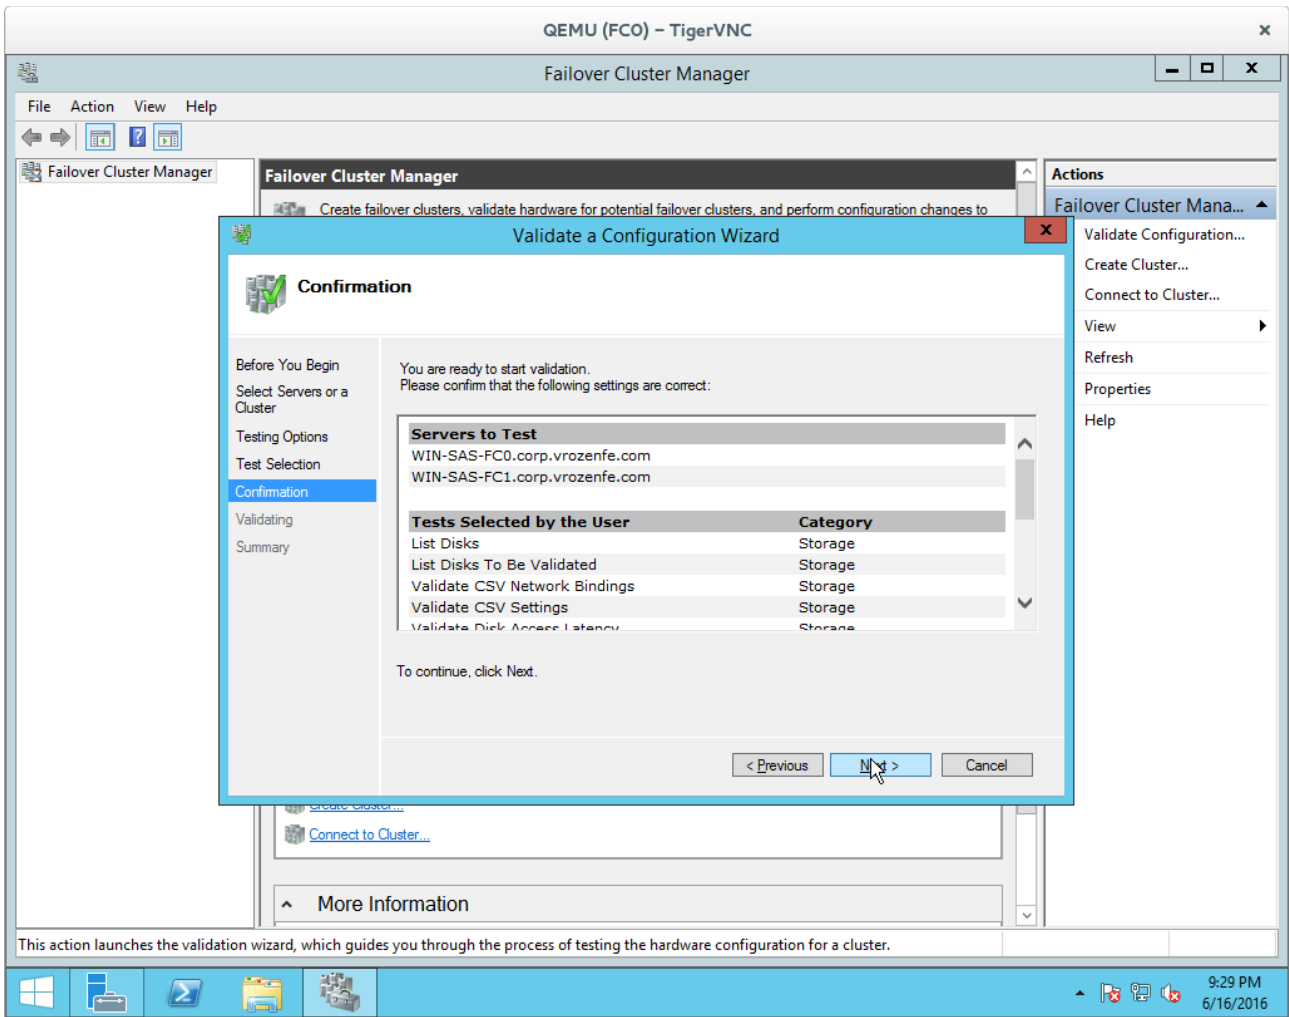 QEMU (FC0) – TigerVNC
Failover Cluster Manager
File Action View Help
Failover Cluster Manager
Failover Cluster Manager
Create failover clusters, validate hardware for potential failover clusters, and perform configuration changes to
Actions
Failover Cluster Mana...
Validate Configuration...
Create Cluster...
Connect to Cluster...
View
Refresh
Properties
Help
Validate a Configuration Wizard
Confirmation
Before You Begin
Select Servers or a
Cluster
Testing Options
Test Selection
Confirmation
Validating
Summary
You are ready to start validation.
Please confirm that the following settings are correct:
Servers to Test
WIN-SAS-FC0.corp.vrozenfe.com
WIN-SAS-FC1.corp.vrozenfe.com
Tests Selected by the User Category
List Disks Storage
List Disks To Be Validated Storage
Validate CSV Network Bindings Storage
Validate CSV Settings Storage
Validate Disk Access Latency Storage
To continue, click Next.
< Previous Next > Cancel
Create Cluster...
Connect to Cluster...
More Information
This action launches the validation wizard, which guides you through the process of testing the hardware configuration for a cluster.
9:29 PM
6/16/2016